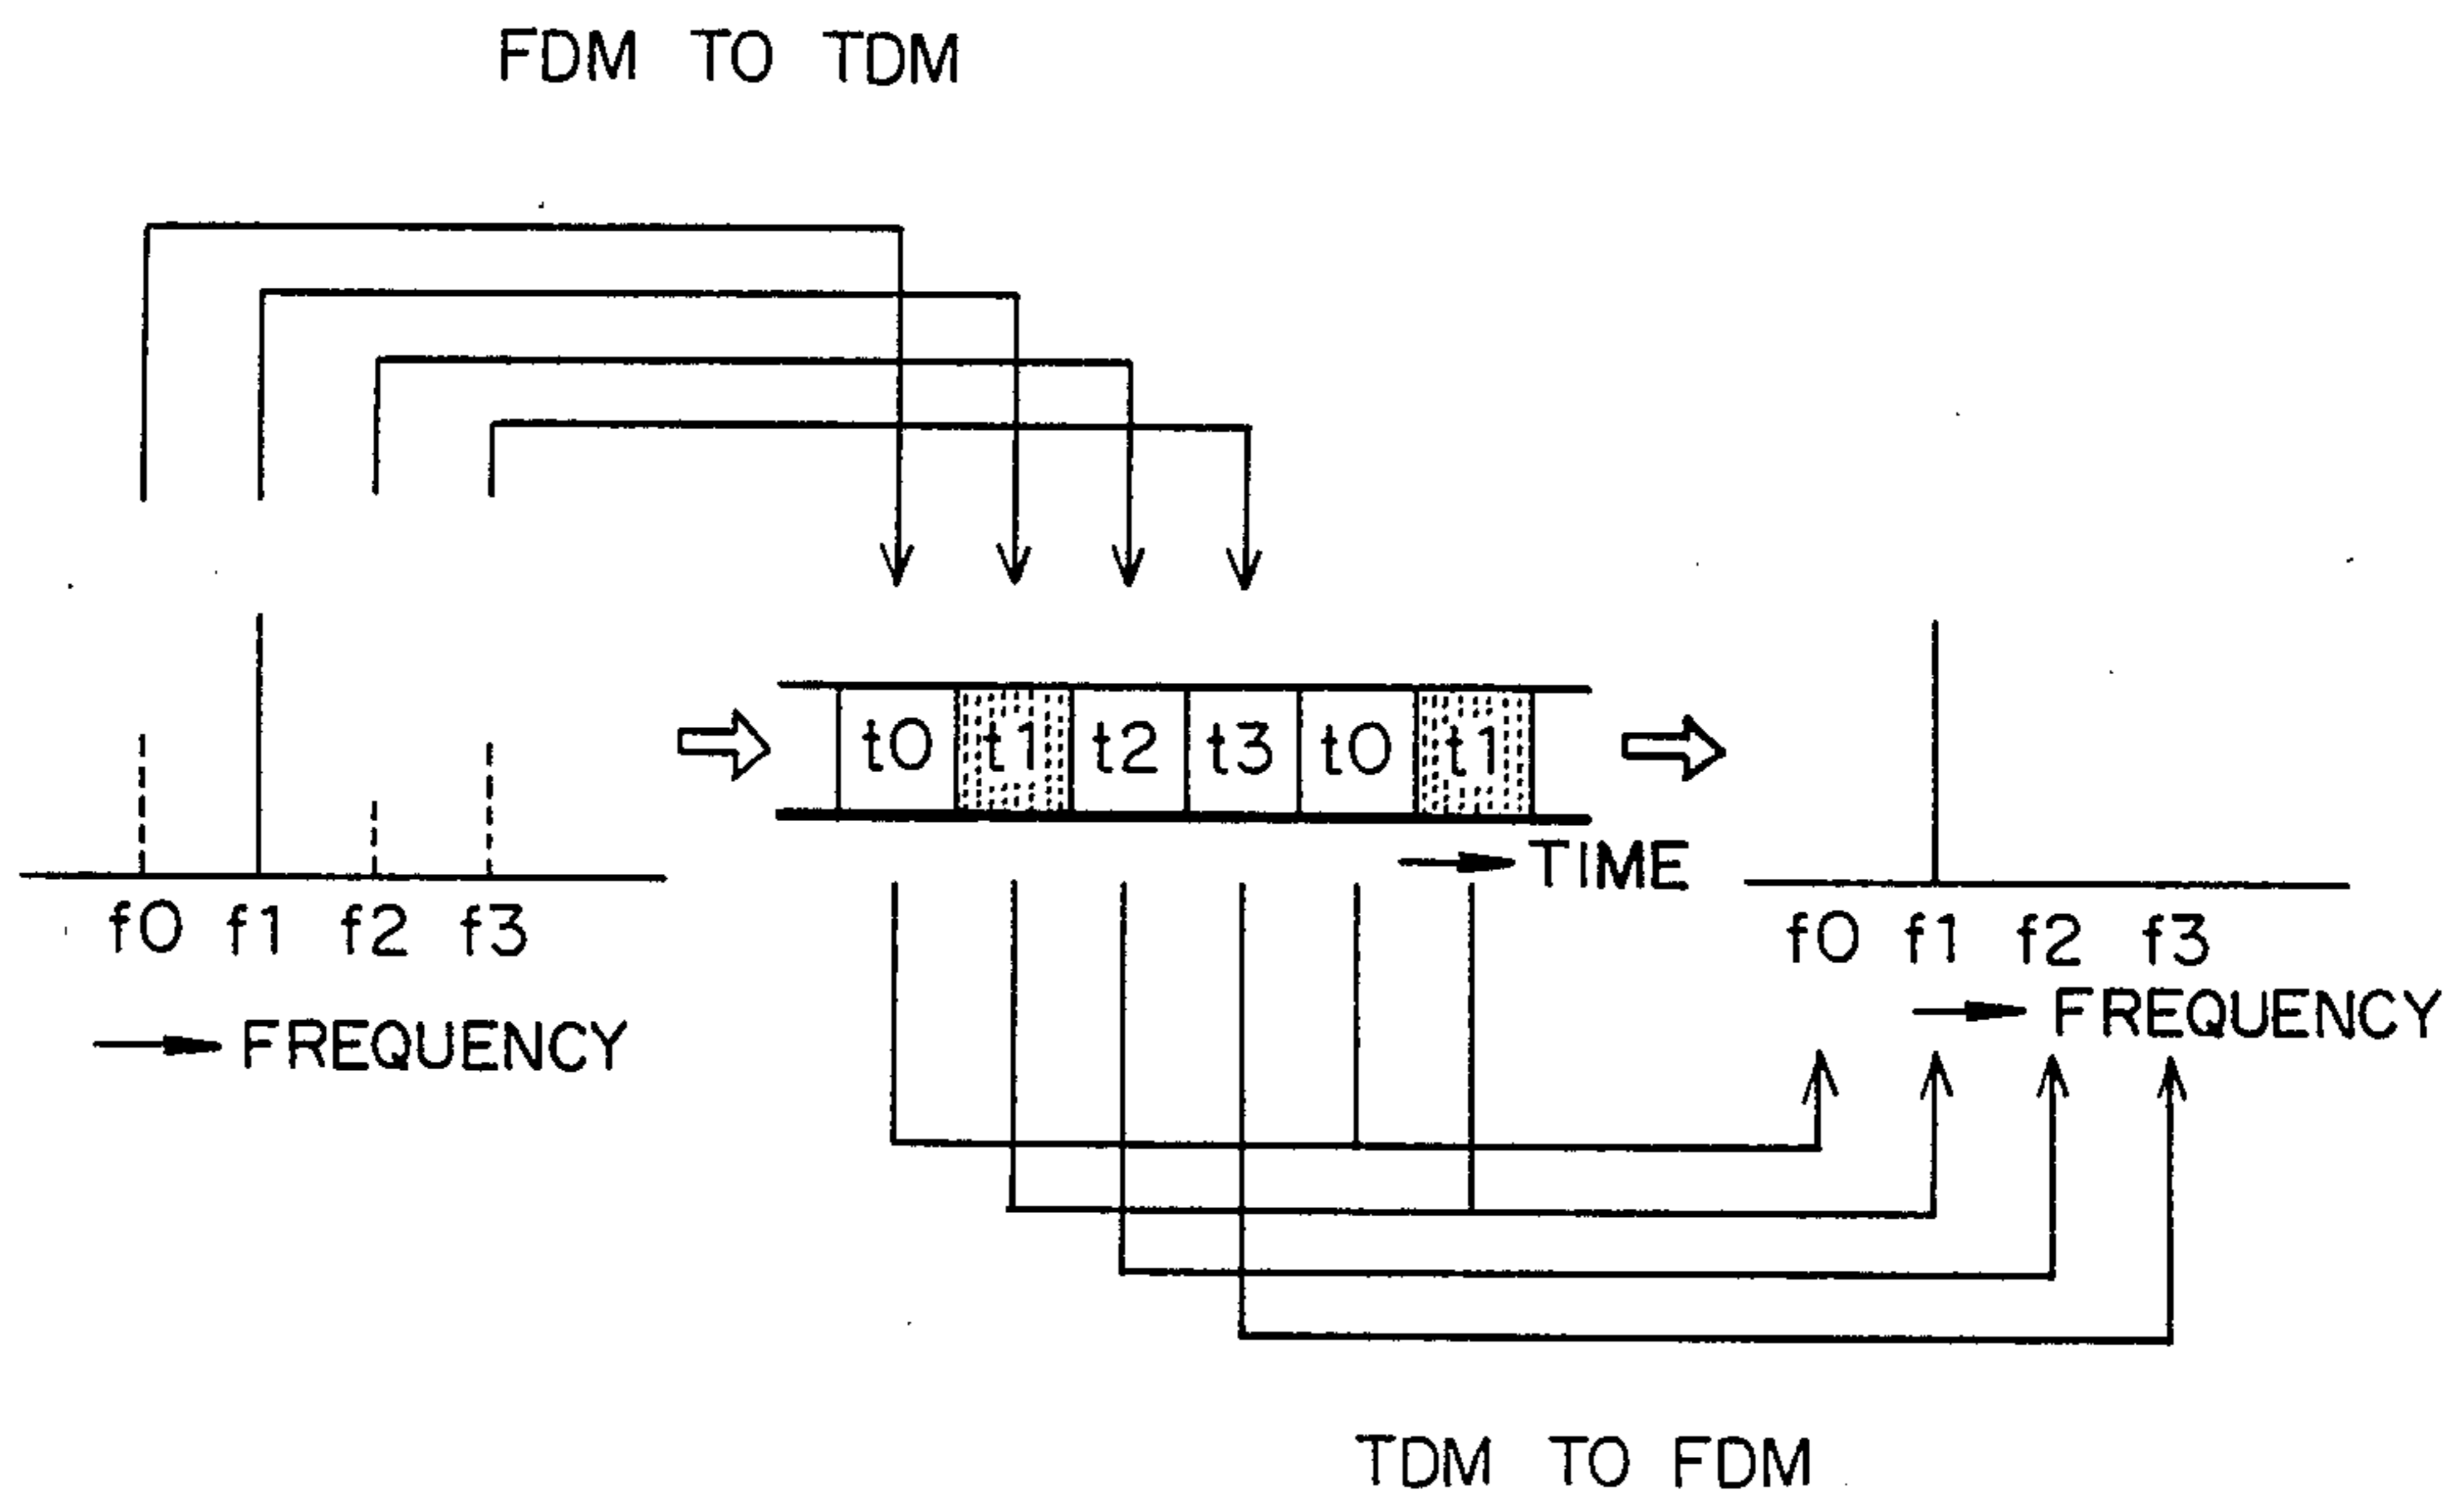 FDM TO TDM
t0 t1 t2 t3 t0 t1
TIME
f0 f1 f2 f3
FREQUENCY
f0 f1 f2 f3
FREQUENCY
TDM TO FDM